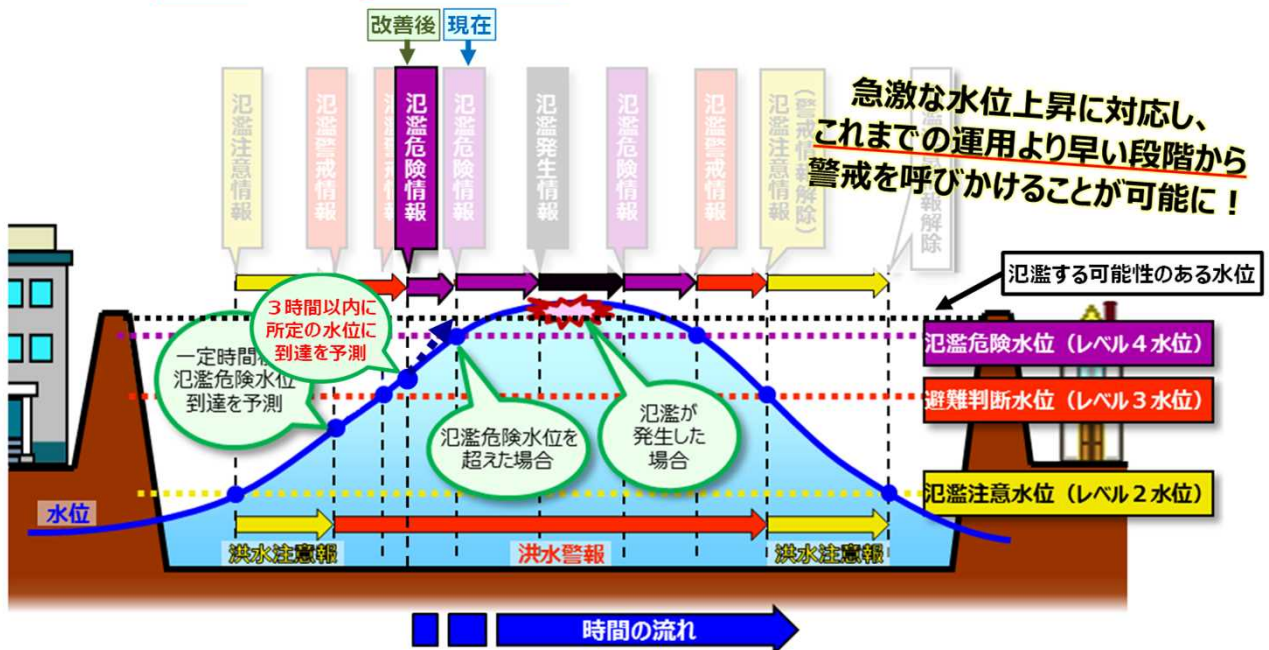 改善後
現在
氾濫注意情報
氾濫警戒情報
氾濫警戒情報
氾濫危険情報
氾濫危険情報
氾濫発生情報
氾濫危険情報
氾濫警戒情報
氾濫注意情報
(警戒情報解除)
情報解除
急激な水位上昇に対応し、
これまでの運用より早い段階から
警戒を呼びかけることが可能に！
氾濫する可能性のある水位
3時間以内に
所定の水位に
到達を予測
一定時間
氾濫危険水位
到達を予測
氾濫危険水位を
超えた場合
氾濫が
発生した
場合
氾濫危険水位（レベル4水位）
避難判断水位（レベル3水位）
氾濫注意水位（レベル2水位）
水位
洪水注意報
洪水警報
洪水注意報
時間の流れ